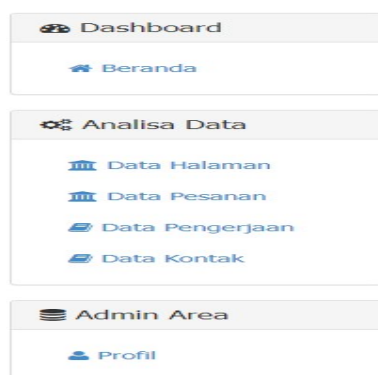 Dashboard
Beranda
Analisa Data
Data Halaman
Data Pesanan
Data Pengerjaan
Data Kontak
Admin Area
Profil